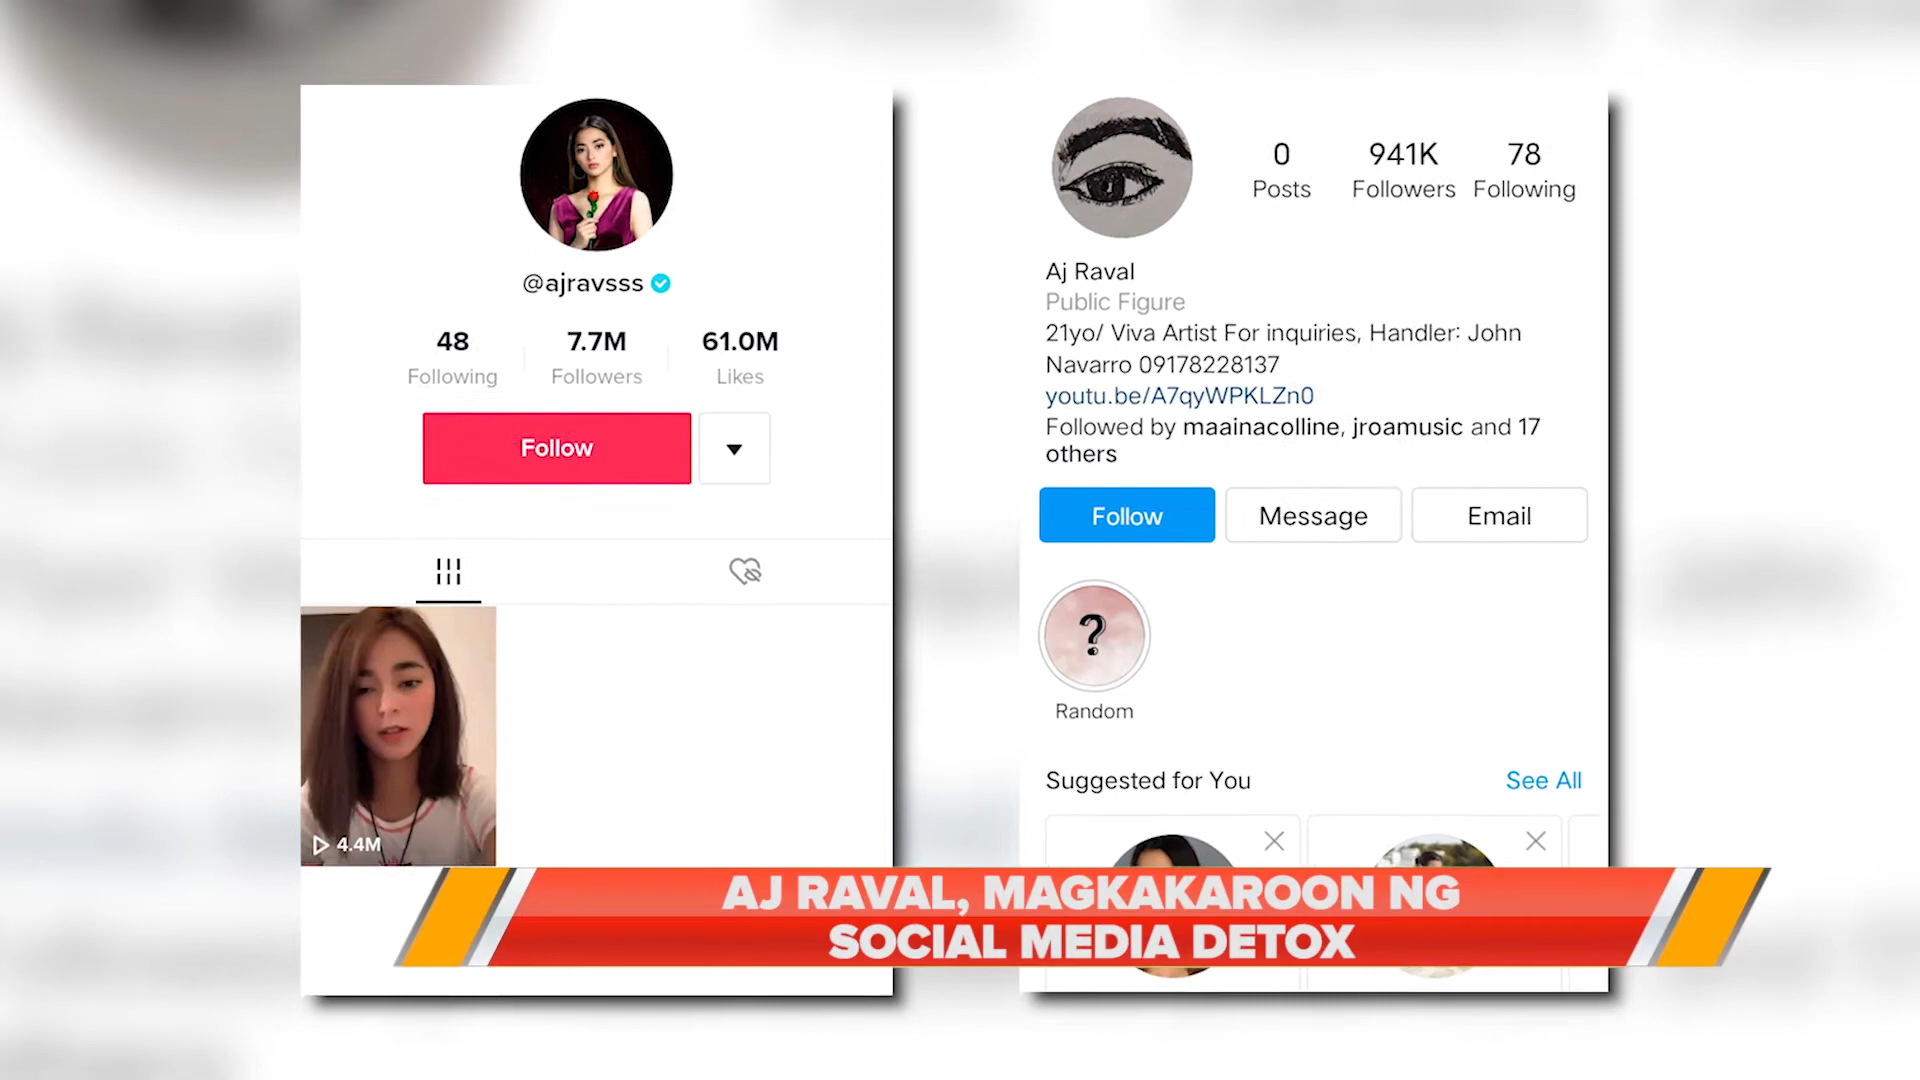 @ajravsss
48 7.7M 61.0M
Following Followers Likes
Follow
4.4M
0 941K 78
Posts Followers Following
Aj Raval
Public Figure
21yo/ Viva Artist For inquiries, Handler: John
Navarro 09178228137
youtu.be/A7qyWPKLZn0
Followed by maainacolline, jroamusic and 17
others
Follow Message Email
?
Random
Suggested for You See All
AJ RAVAL, MAGKAKAROON NG
SOCIAL MEDIA DETOX